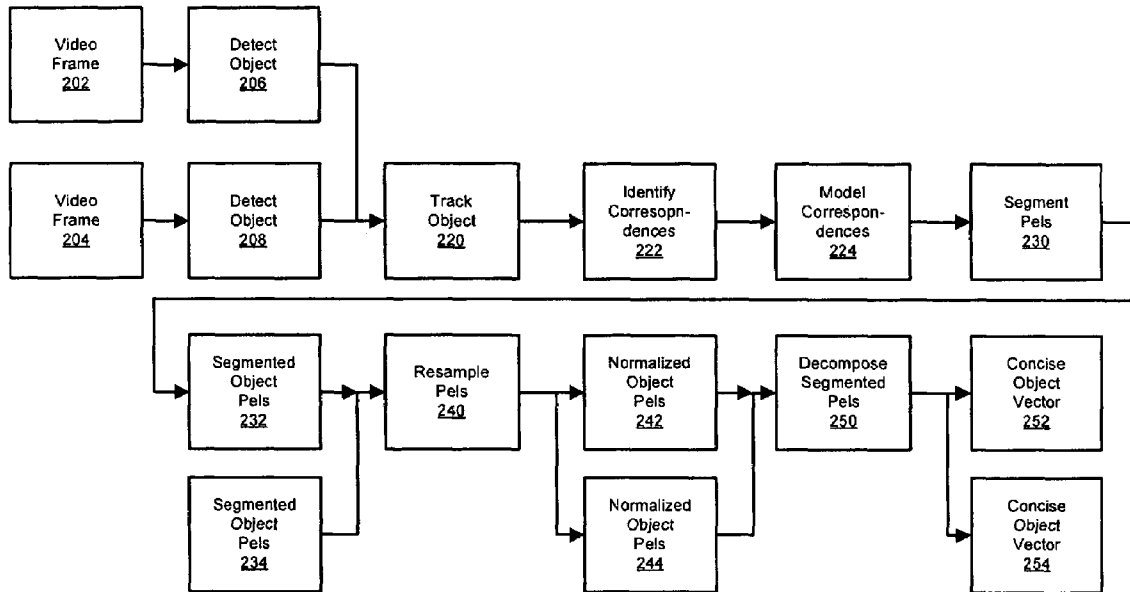 Video
Frame
202
Detect
Object
206
Video
Frame
204
Detect
Object
208
Track
Object
220
Identify
Corresopn-
dences
222
Model
Correspon-
dences
224
Segment
Pels
230
Segmented
Object
Pels
232
Resample
Pels
240
Normalized
Object
Pels
242
Decompose
Segmented
Pels
250
Concise
Object
Vector
252
Segmented
Object
Pels
234
Normalized
Object
Pels
244
Concise
Object
Vector
254